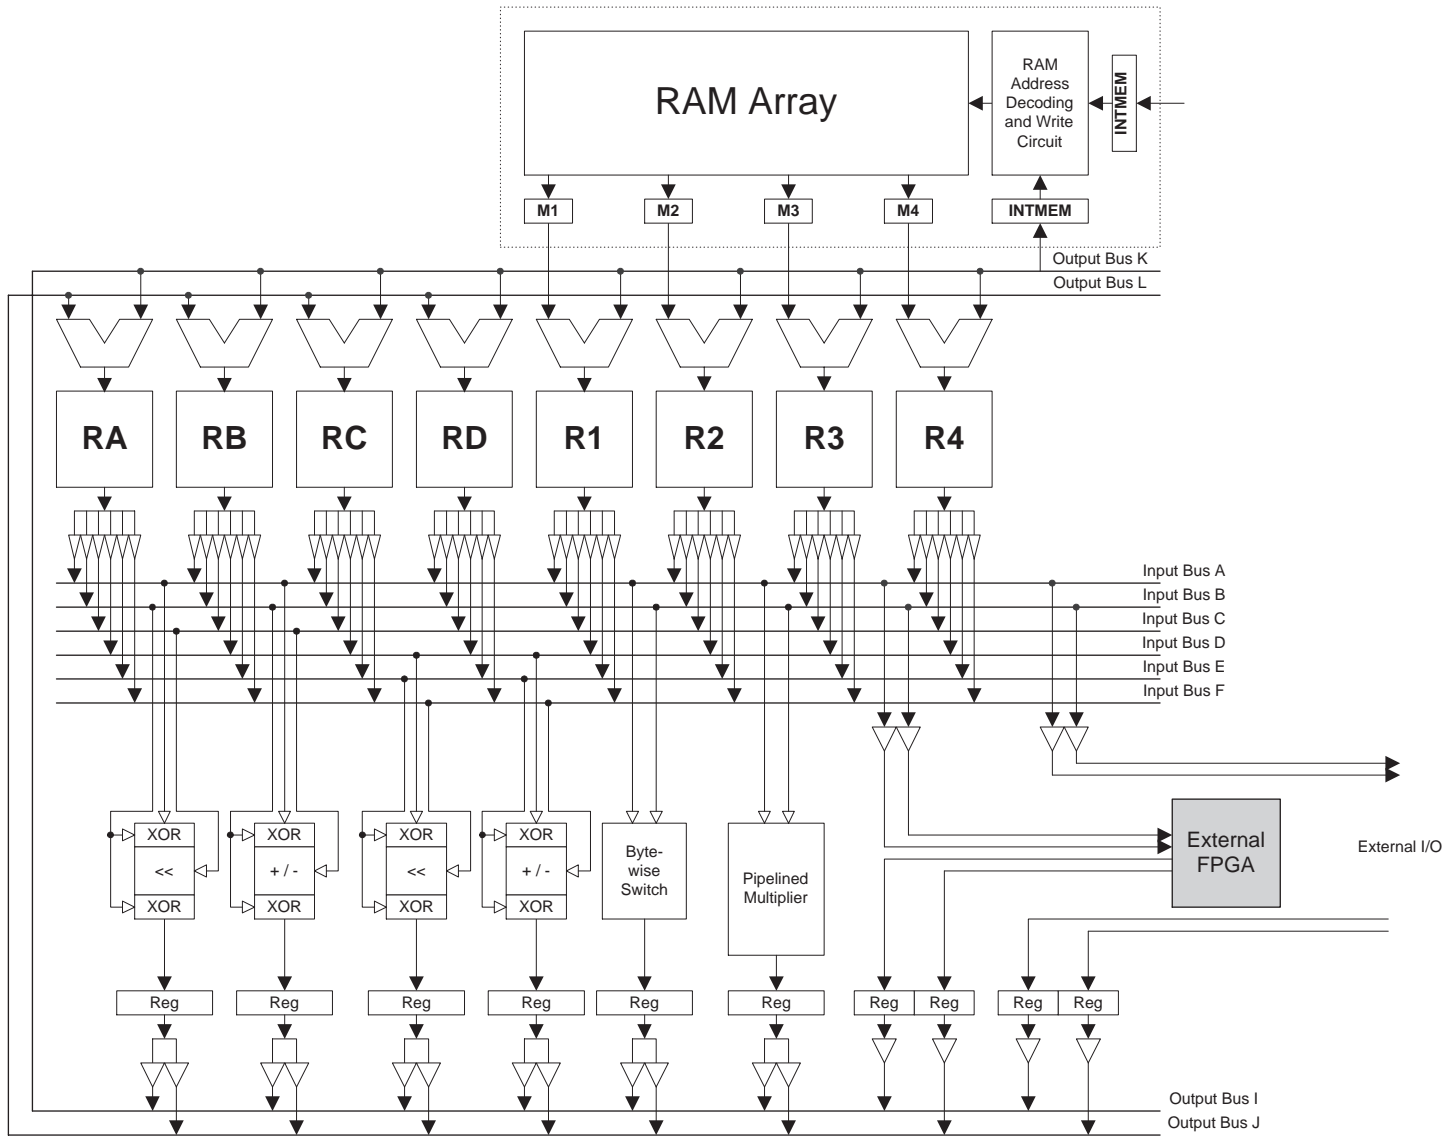 RAM Array
RAM
Address
Decoding
and Write
Circuit
INTMEM
M1
M2
M3
M4
INTMEM
Output Bus K
Output Bus L
RA
RB
RC
RD
R1
R2
R3
R4
Input Bus A
Input Bus B
Input Bus C
Input Bus D
Input Bus E
Input Bus F
XOR
<<
XOR
XOR
+ / -
XOR
XOR
<<
XOR
XOR
+ / -
XOR
Byte-
wise
Switch
Pipelined
Multiplier
External
FPGA
External I/O
Reg
Reg
Reg
Reg
Reg
Reg
Reg
Reg
Reg
Reg
Output Bus I
Output Bus J